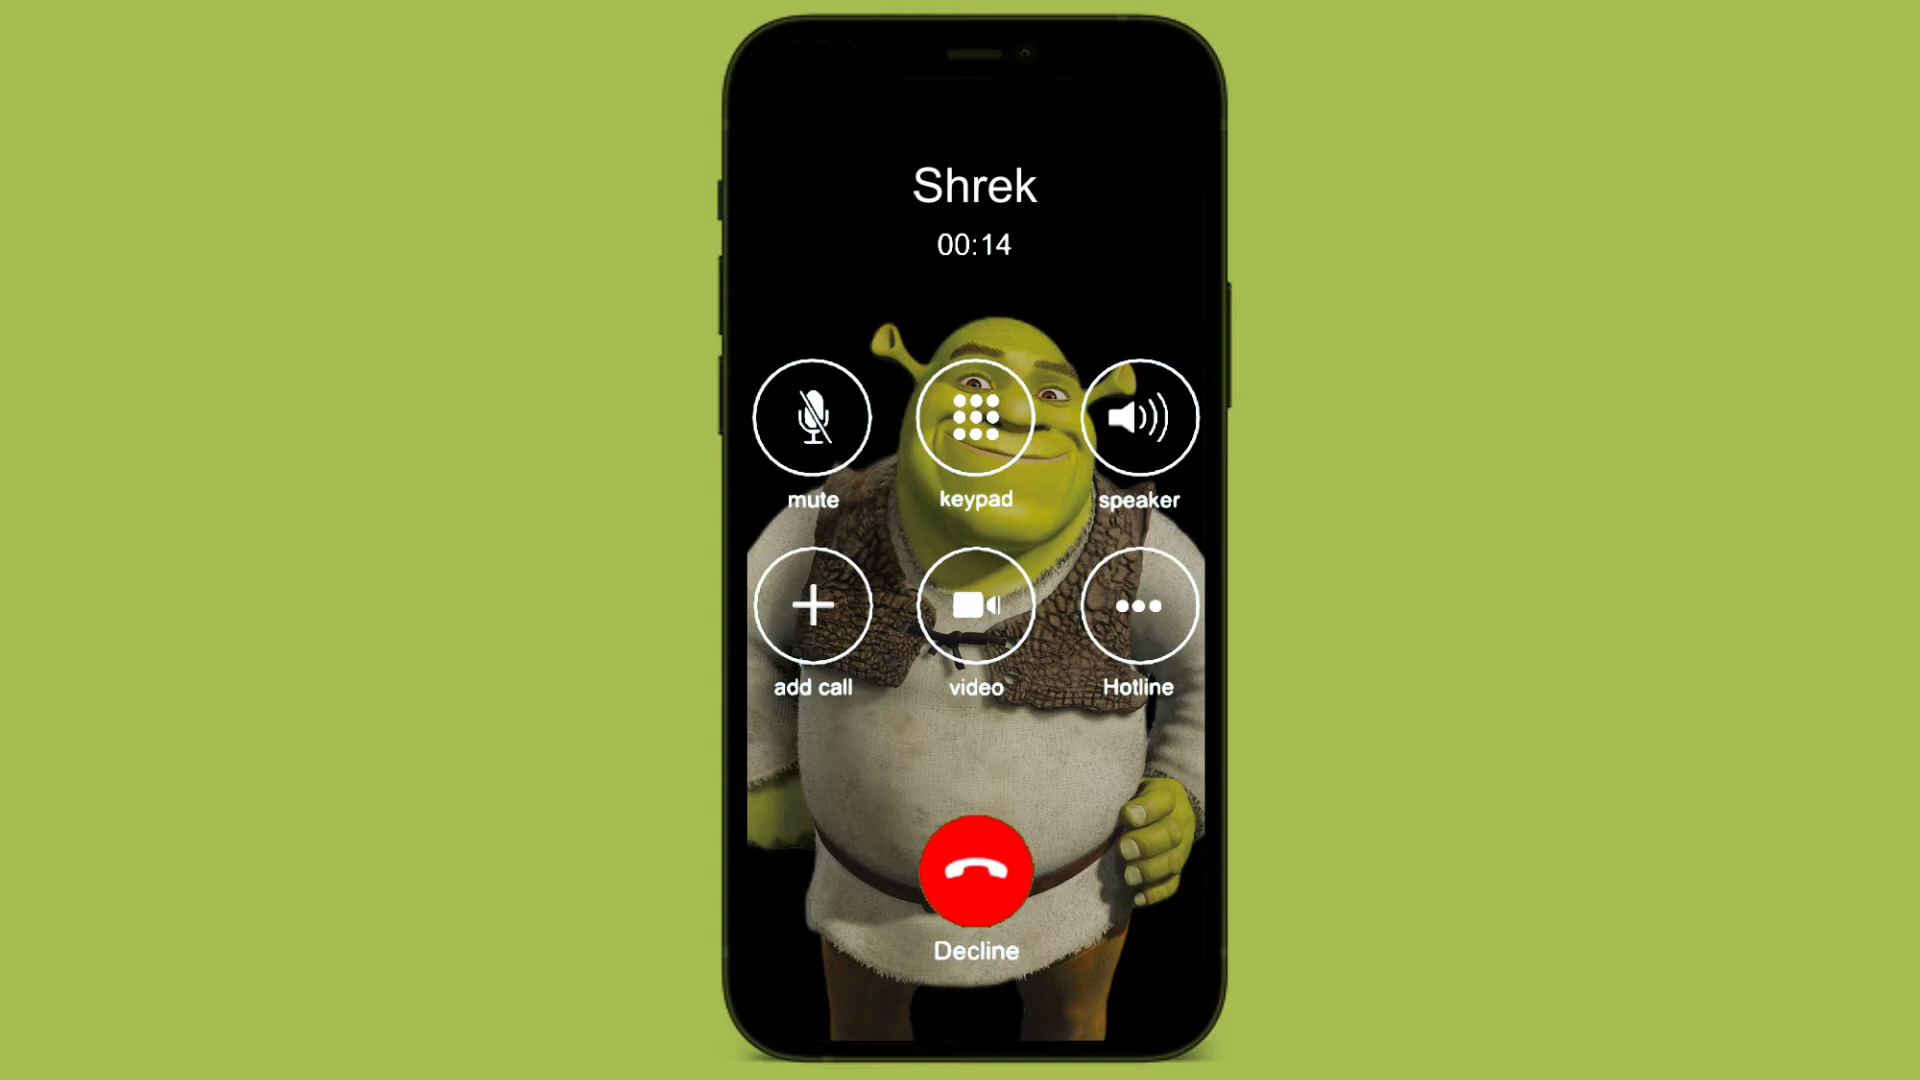 Shrek
00:14
mute keypad speaker
add call video Hotline
Decline